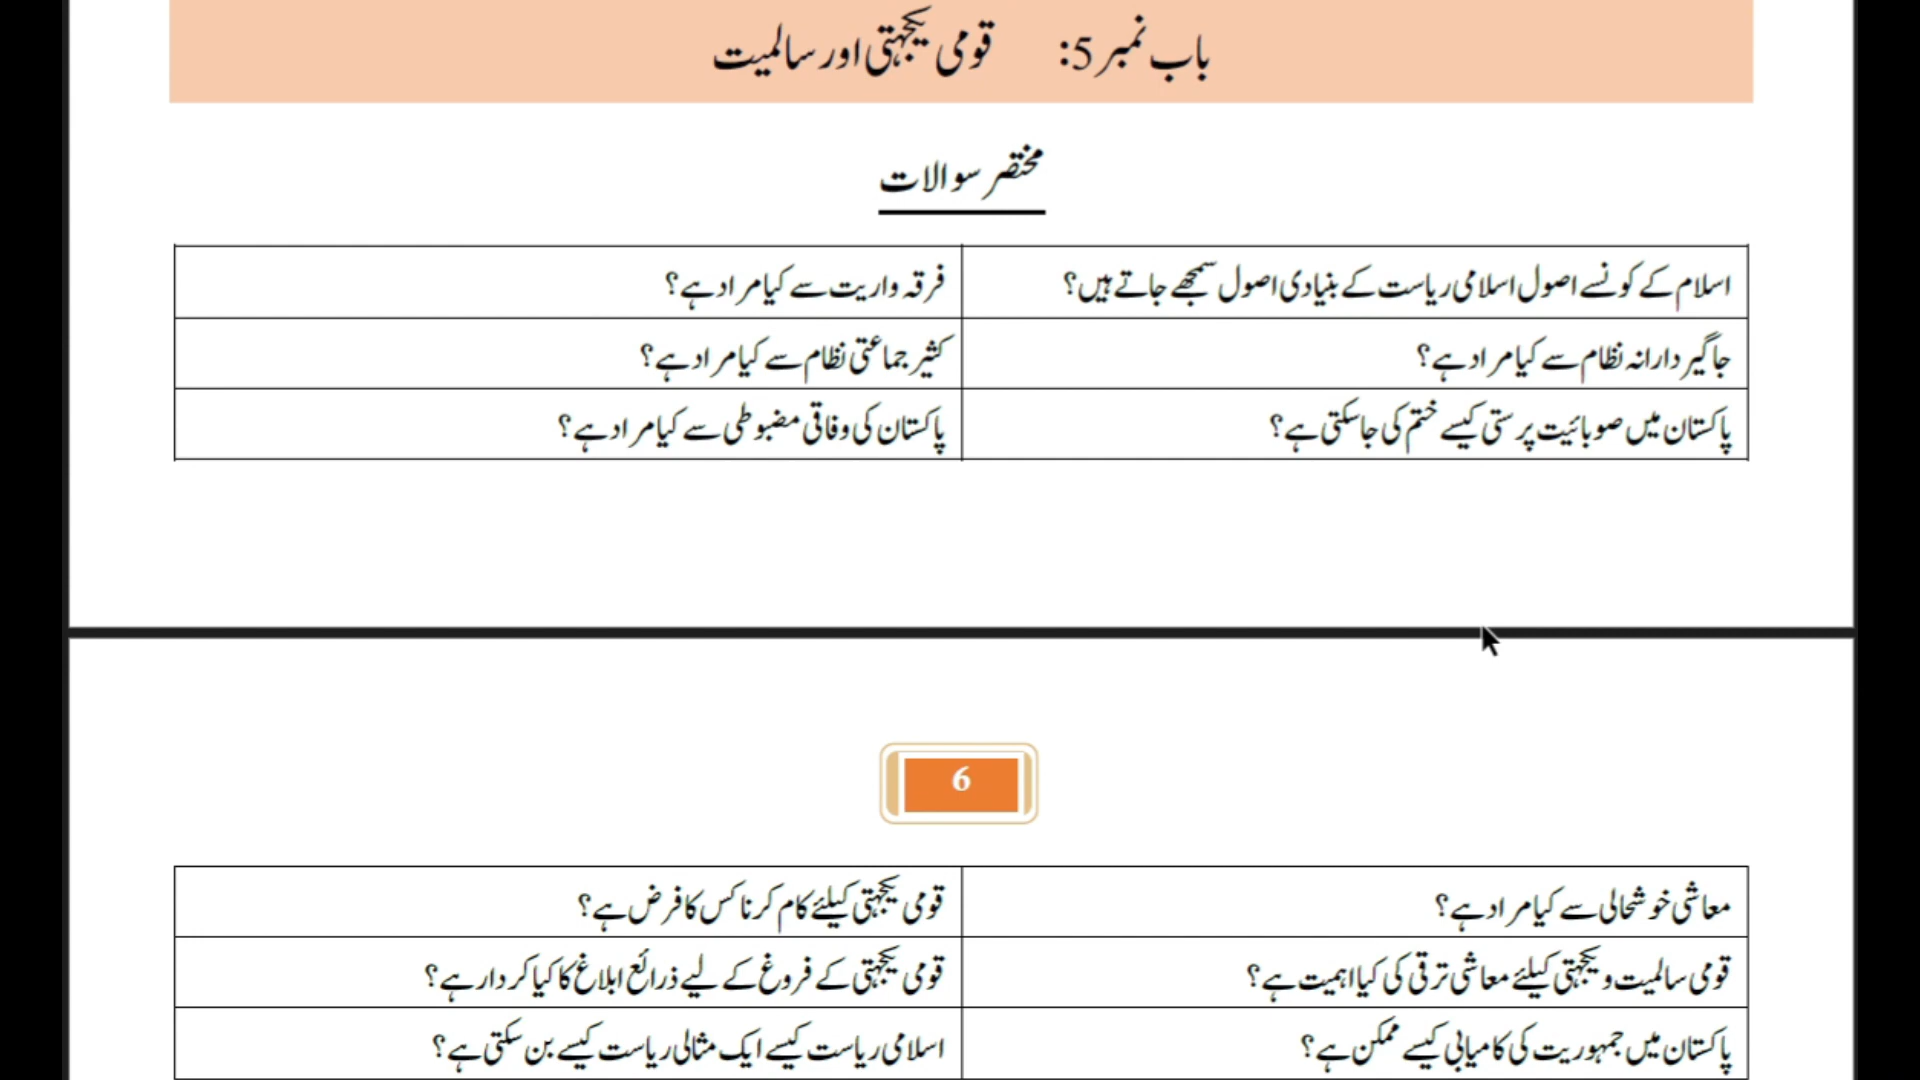 باب نمبر 5: قومی یکجہتی اور سالمیت
مختصر سوالات
اسلام کے کونسے اصول اسلامی ریاست کے بنیادی اصول سمجھے جاتے ہیں؟
فرقہ واریت سے کیا مراد ہے؟
جاگیر دارانہ نظام سے کیا مراد ہے؟
کثیر جماعتی نظام سے کیا مراد ہے؟
پاکستان میں صوبائیت پرستی کیسے ختم کی جاسکتی ہے؟
پاکستان کی وفاقی مضبوطی سے کیا مراد ہے؟
6
معاشی خوشحالی سے کیا مراد ہے؟
قومی یکجہتی کیلئے کام کرنا کس کا فرض ہے؟
قومی سالمیت و یکجہتی کیلئے معاشی ترقی کی کیا اہمیت ہے؟
قومی یکجہتی کے فروغ کے لیے ذرائع ابلاغ کا کیا کردار ہے؟
پاکستان میں جمہوریت کی کامیابی کیسے ممکن ہے؟
اسلامی ریاست کیسے ایک مثالی ریاست کیسے بن سکتی ہے؟